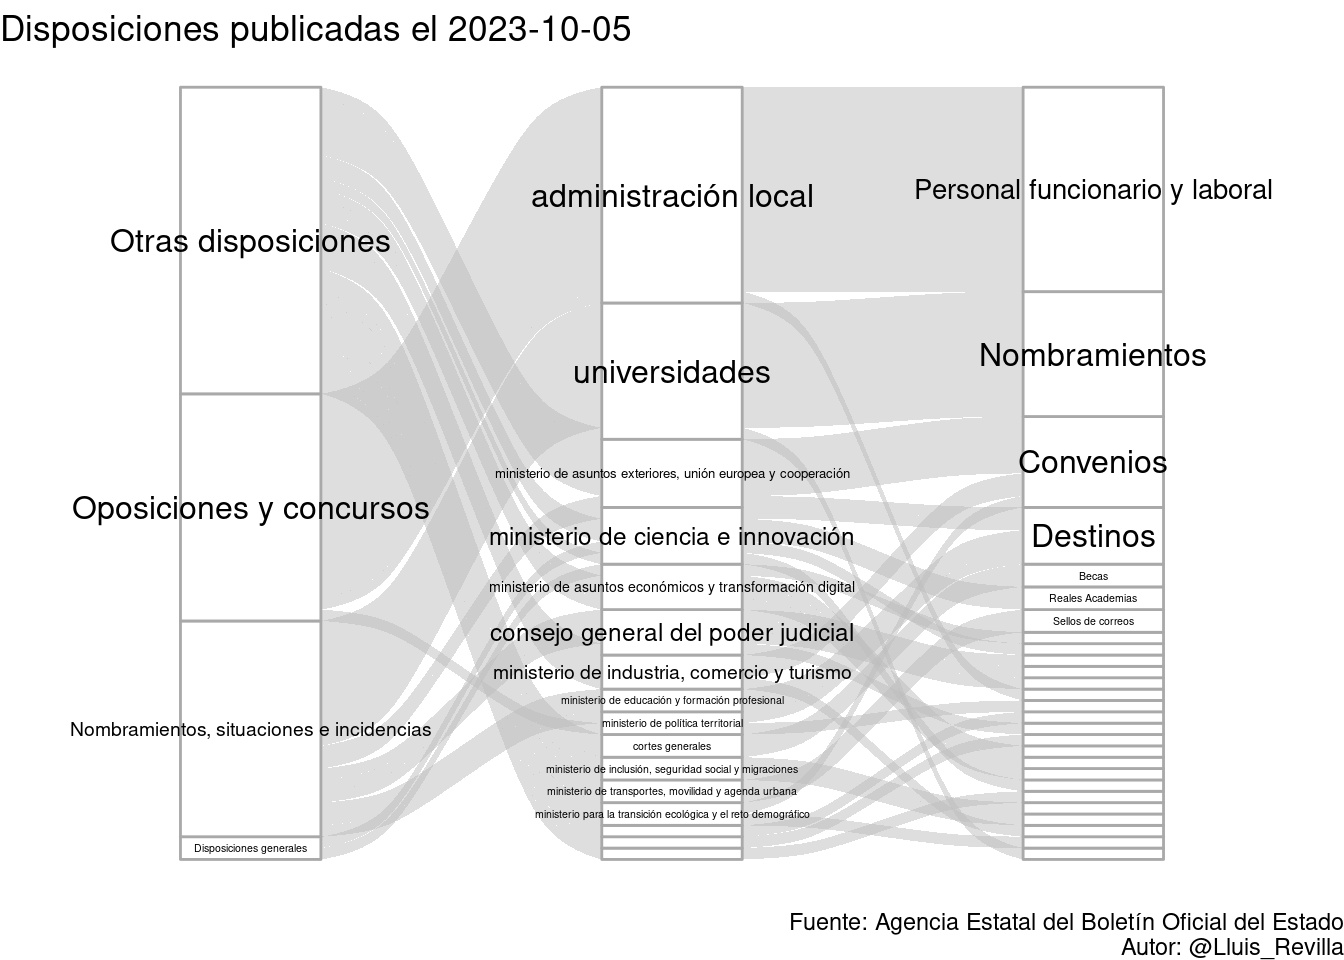 Disposiciones publicadas el 2023-10-05
Otras disposiciones
Oposiciones y concursos
Nombramientos, situaciones e incidencias
Disposiciones generales
administración local
universidades
ministerio de asuntos exteriores, unión europea y cooperación
ministerio de ciencia e innovación
ministerio de asuntos económicos y transformación digital
consejo general del poder judicial
ministerio de industria, comercio y turismo
ministerio de educación y formación profesional
ministerio de política territorial
cortes generales
ministerio de inclusión, seguridad social y migraciones
ministerio de transportes, movilidad y agenda urbana
ministerio para la transición ecológica y el reto demográfico
Personal funcionario y laboral
Nombramientos
Convenios
Destinos
Becas
Reales Academias
Sellos de correos
Fuente: Agencia Estatal del Boletín Oficial del Estado
Autor: @Lluis_Revilla